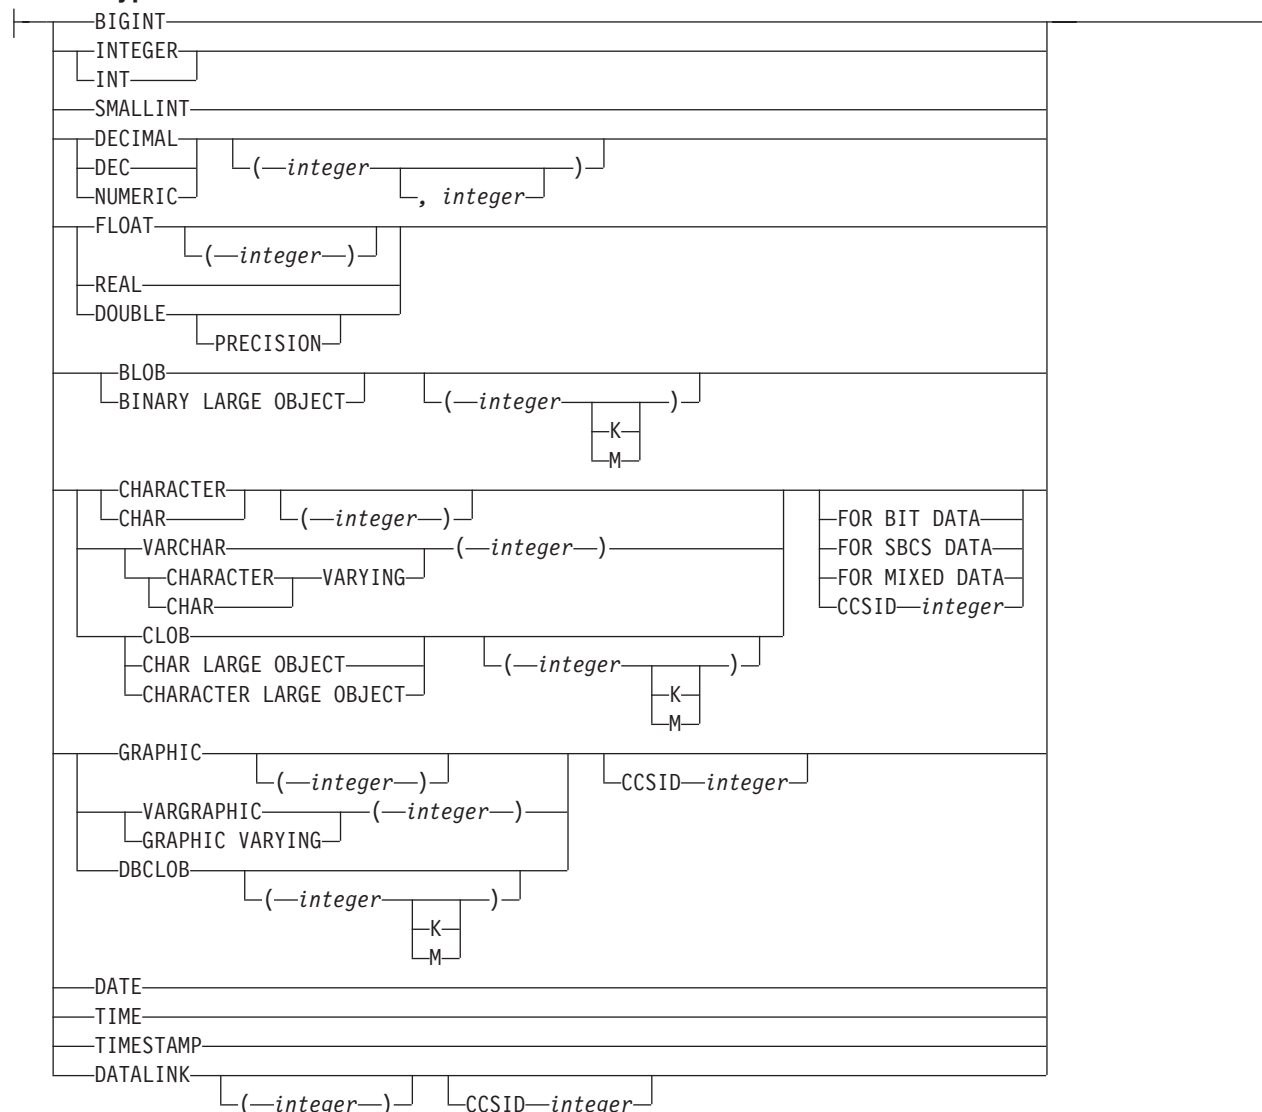 BIGINT
INTEGER
INT
SMALLINT
DECIMAL
DEC ( integer )
NUMERIC , integer
FLOAT
( integer )
REAL
DOUBLE
PRECISION
BLOB
BINARY LARGE OBJECT ( integer )
K
M
CHARACTER
CHAR ( integer ) FOR BIT DATA
VARCHAR ( integer ) FOR SBCS DATA
CHARACTER VARYING FOR MIXED DATA
CHAR CCSID integer
CLOB
CHAR LARGE OBJECT ( integer )
CHARACTER LARGE OBJECT K
M
GRAPHIC
( integer ) CCSID integer
VARGRAPHIC ( integer )
GRAPHIC VARYING
DBCLOB
( integer )
K
M
DATE
TIME
TIMESTAMP
DATALINK
( integer ) CCSID integer